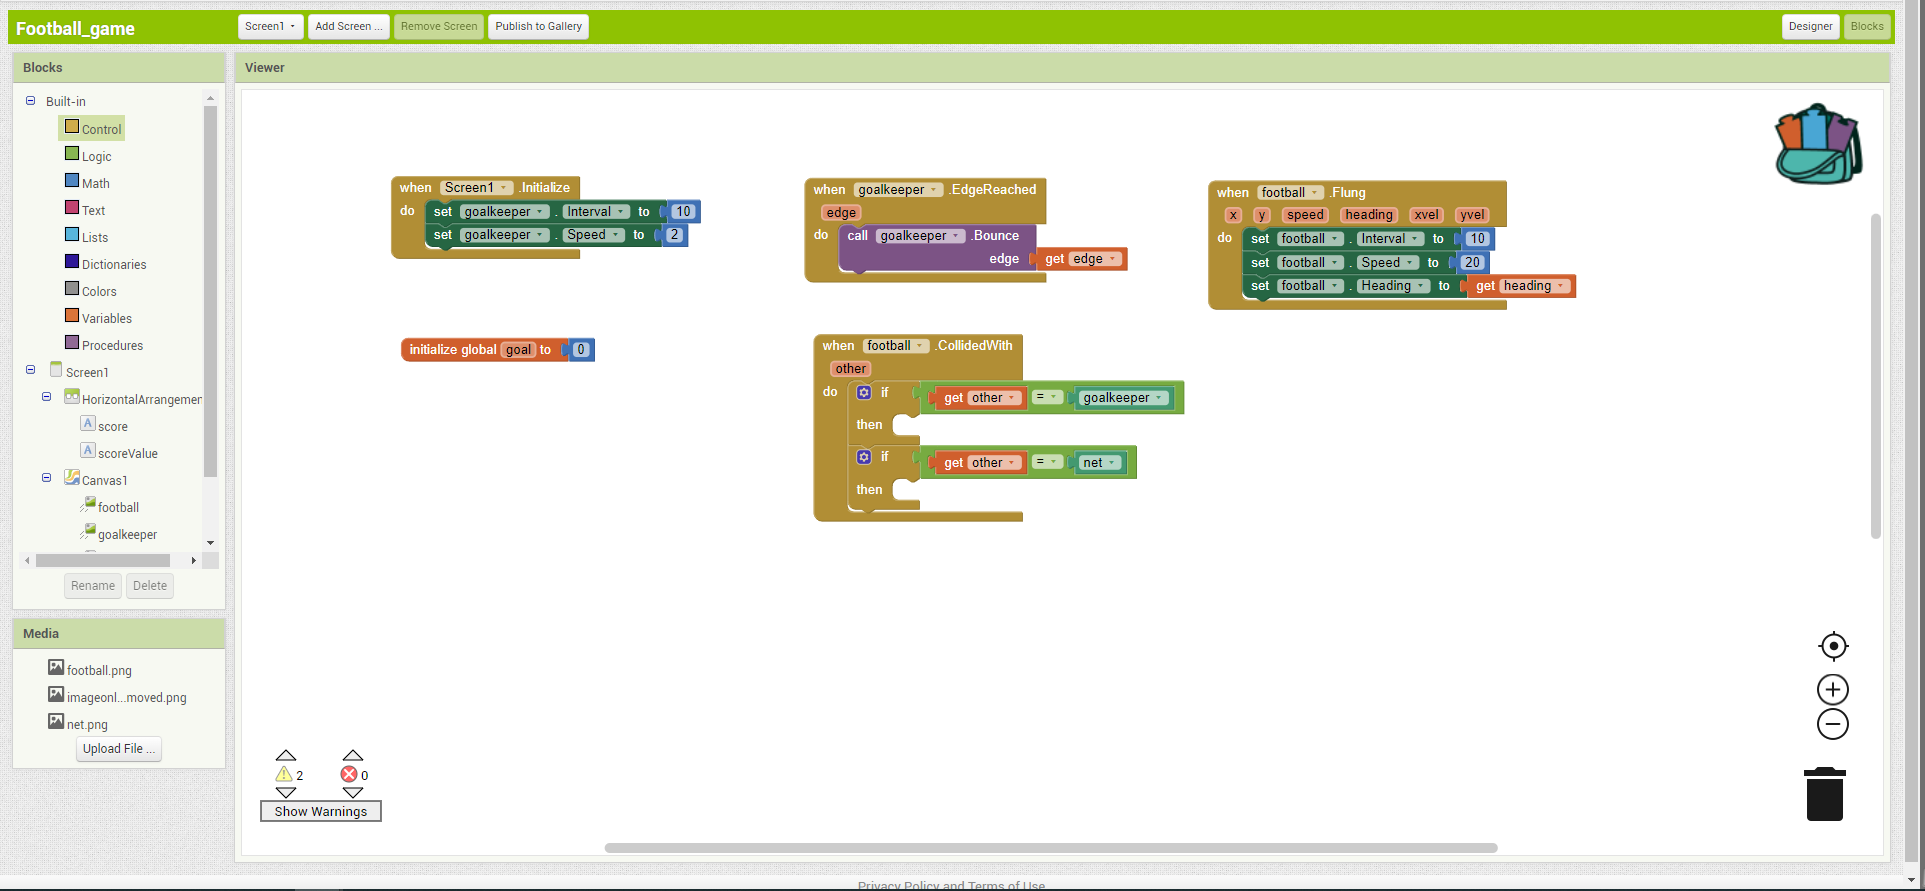 Football_game
Screen1
Add Screen ...
Remove Screen
Publish to Gallery
Designer
Blocks
Blocks
Built-in
Control
Logic
Math
Text
Lists
Dictionaries
Colors
Variables
Procedures
Screen1
HorizontalArrangemer
A score
A scoreValue
Canvas1
football
goalkeeper
Rename
Delete
Media
football.png
imageonl...moved.png
net.png
Upload File ...
Viewer
when Screen1 .Initialize
do set goalkeeper . Interval to 10
set goalkeeper . Speed to 2
when goalkeeper .EdgeReached
edge
do call goalkeeper .Bounce
edge get edge
when football .Flung
x y speed heading xvel yvel
do set football . Interval to 10
set football . Speed to 20
set football . Heading to get heading
initialize global goal to 0
when football .CollidedWith
other
do if get other = goalkeeper
then
if get other = net
then
2 0
Show Warnings
Privacy Policy and Terms of Use